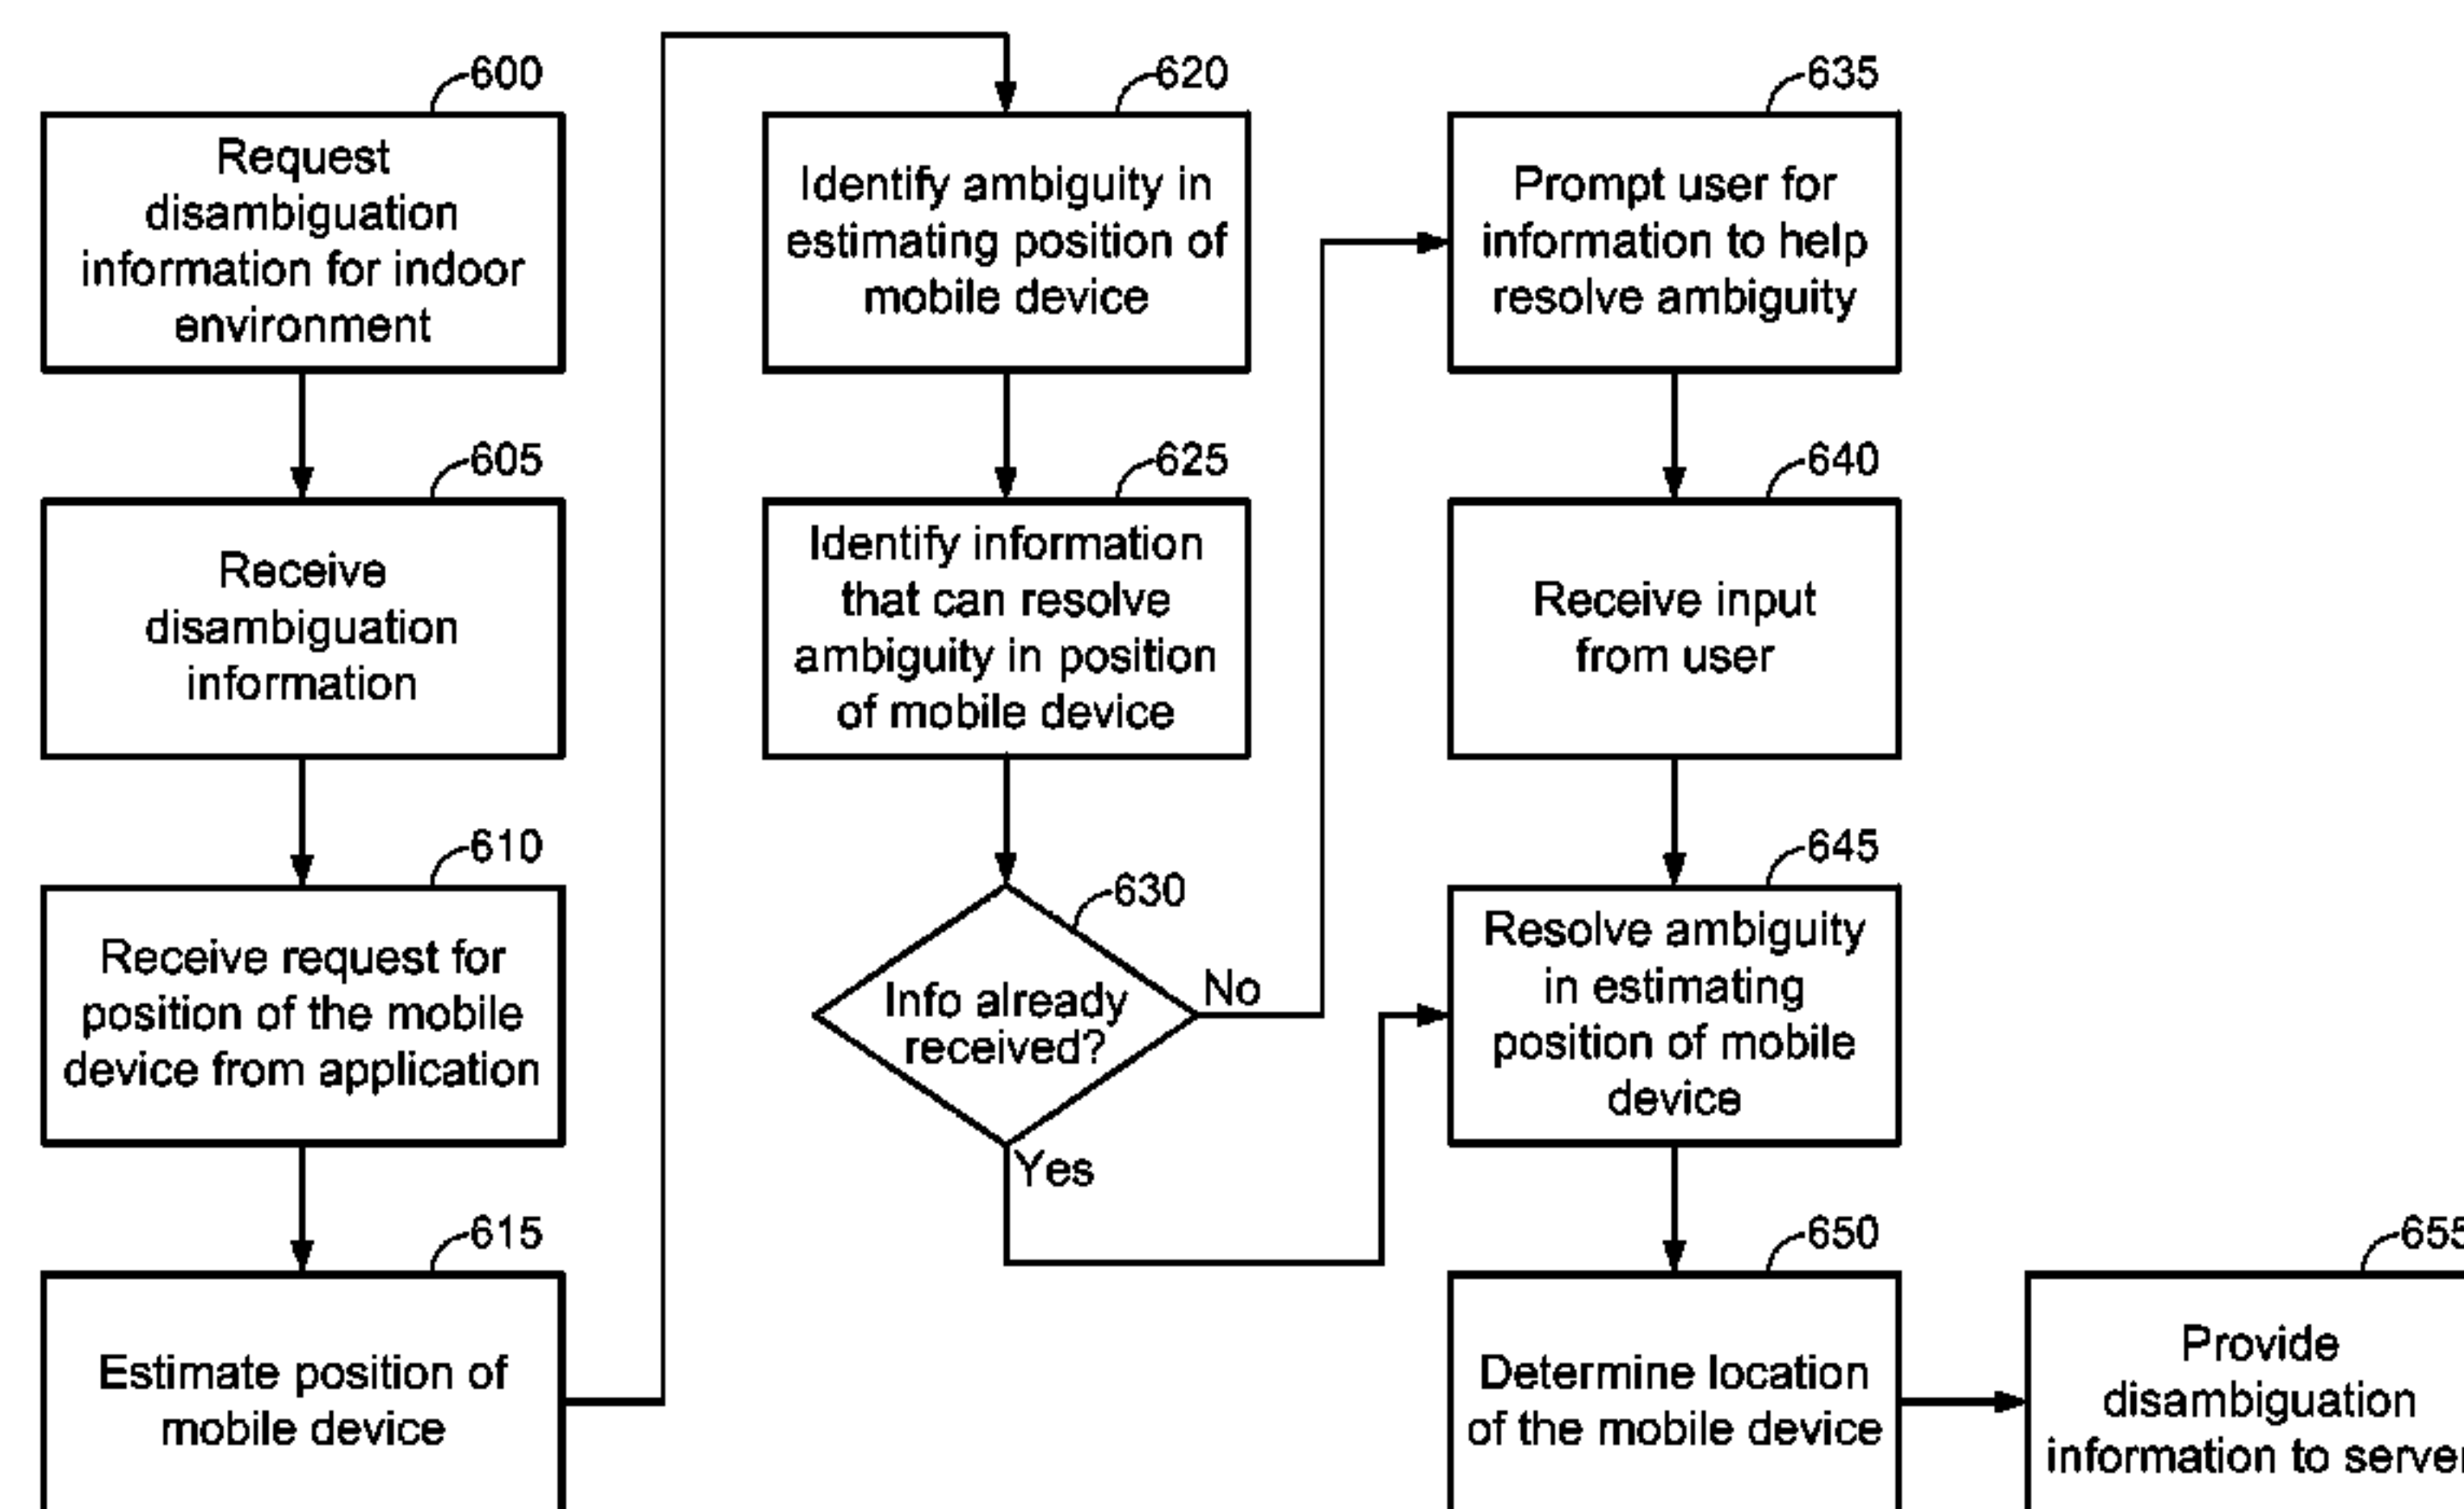 600
Request
disambiguation
information for indoor
environment
605
Receive
disambiguation
information
610
Receive request for
position of the mobile
device from application
615
Estimate position of
mobile device
620
Identify ambiguity in
estimating position of
mobile device
625
Identify information
that can resolve
ambiguity in position
of mobile device
630
Info already
received?
No
Yes
635
Prompt user for
information to help
resolve ambiguity
640
Receive input
from user
645
Resolve ambiguity
in estimating
position of mobile
device
650
Determine location
of the mobile device
655
Provide
disambiguation
information to server